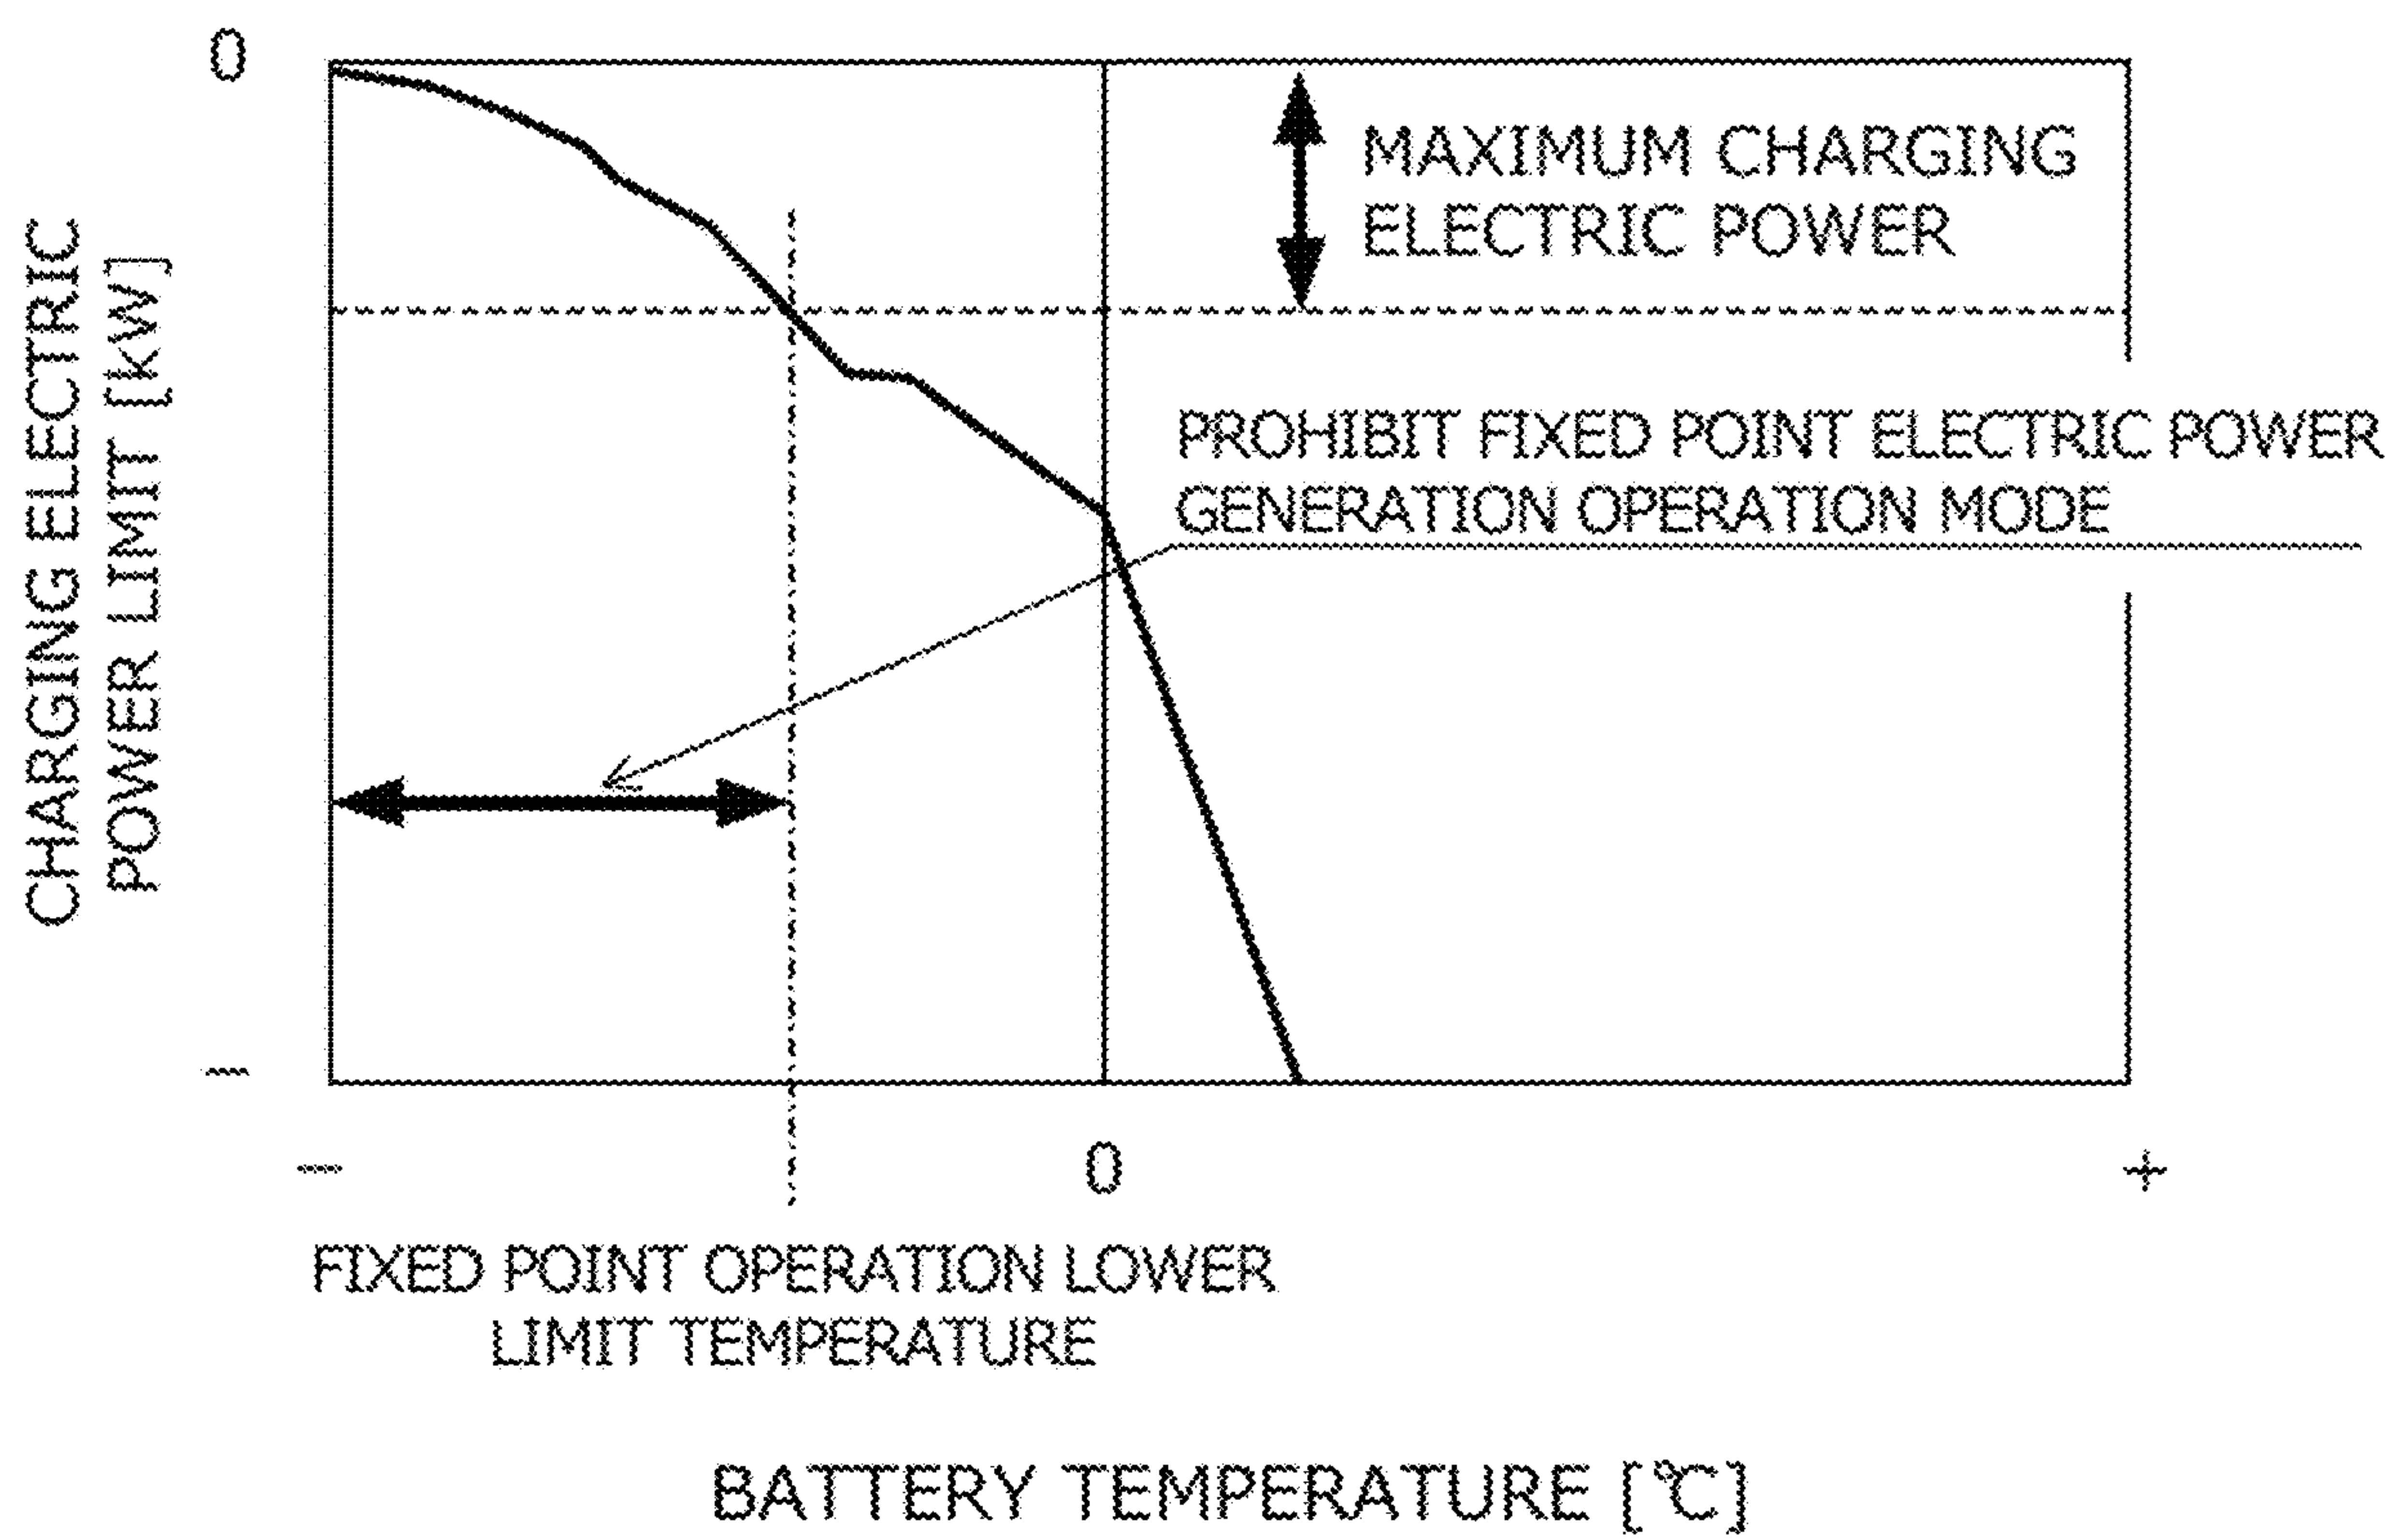 0
MAXIMUM CHARGING
ELECTRIC POWER
CHARGING ELECTRIC
POWER LIMIT [kW]
PROHIBIT FIXED POINT ELECTRIC POWER
GENERATION OPERATION MODE
−
− 0 +
FIXED POINT OPERATION LOWER
LIMIT TEMPERATURE
BATTERY TEMPERATURE [℃]